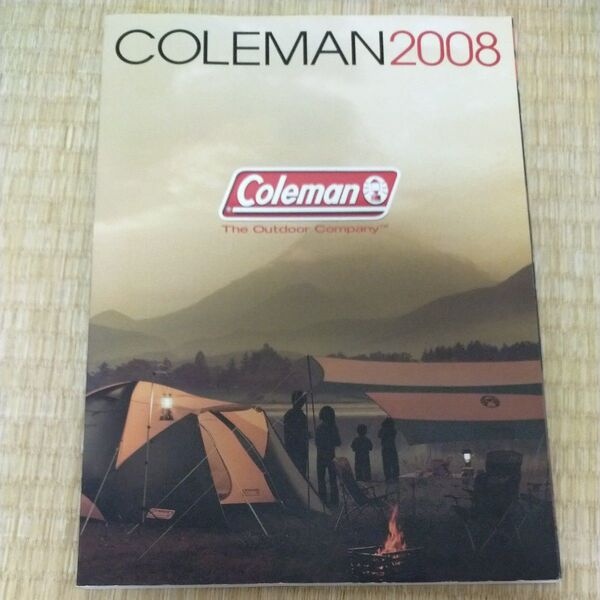 COLEMAN2008
Coleman
The Outdoor Company™